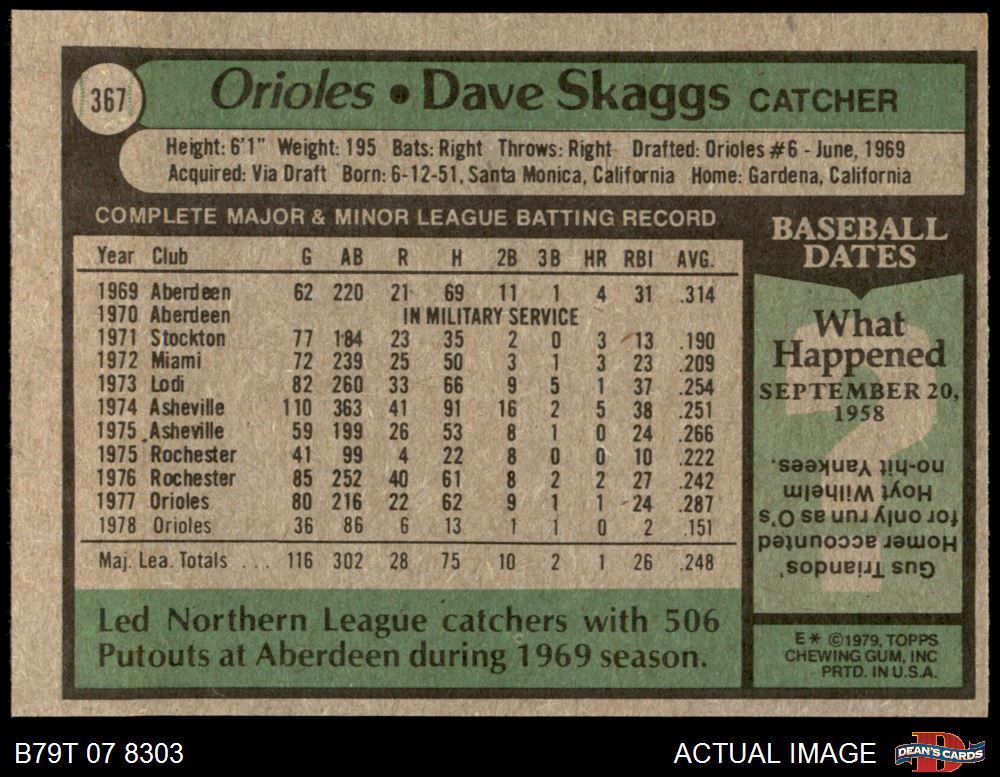 367
Orioles • Dave Skaggs CATCHER
Height: 6'1" Weight: 195 Bats: Right Throws: Right Drafted: Orioles #6 - June, 1969
Acquired: Via Draft Born: 6-12-51, Santa Monica, California Home: Gardena, California
COMPLETE MAJOR & MINOR LEAGUE BATTING RECORD
Year Club G AB R H 2B 3B HR RBI AVG.
1969 Aberdeen 62 220 21 69 11 1 4 31 .314
1970 Aberdeen IN MILITARY SERVICE
1971 Stockton 77 184 23 35 2 0 3 13 .190
1972 Miami 72 239 25 50 3 1 3 23 .209
1973 Lodi 82 260 33 66 9 5 1 37 .254
1974 Asheville 110 363 41 91 16 2 5 38 .251
1975 Asheville 59 199 26 53 8 1 0 24 .266
1975 Rochester 41 99 4 22 8 0 0 10 .222
1976 Rochester 85 252 40 61 8 2 2 27 .242
1977 Orioles 80 216 22 62 9 1 1 24 .287
1978 Orioles 36 86 6 13 1 1 0 2 .151
Maj. Lea. Totals ... 116 302 28 75 10 2 1 26 .248
Led Northern League catchers with 506
Putouts at Aberdeen during 1969 season.
BASEBALL
DATES
What
Happened
SEPTEMBER 20,
1958
?
Gus Triandos'
Homer accounted
for only run as O's
Hoyt Wilhelm
no-hit Yankees.
E* ©1979, TOPPS
CHEWING GUM, INC
PRTD. IN U.S.A.
B79T 07 8303
ACTUAL IMAGE
D
DEAN'S CARDS